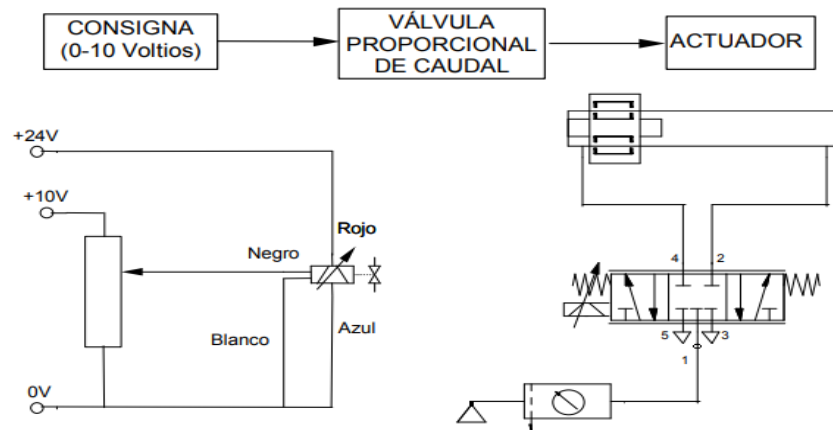 CONSIGNA
(0-10 Voltios)
VÁLVULA
PROPORCIONAL
DE CAUDAL
ACTUADOR
+24V
+10V
Rojo
Negro
Blanco
Azul
0V
4
2
5
3
1